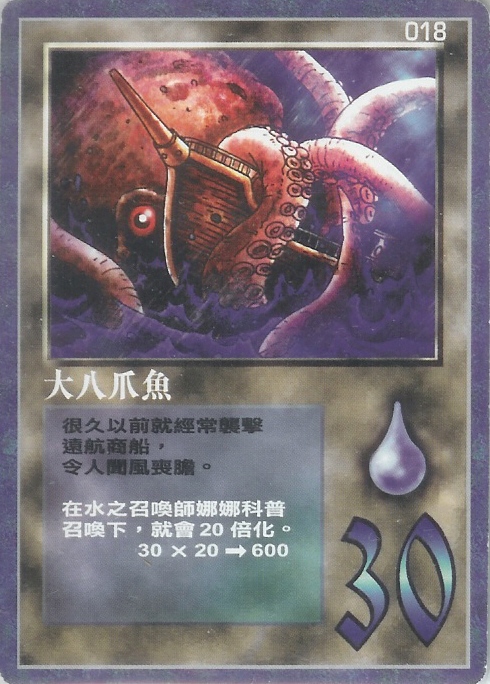 018
大八爪魚
很久以前就經常襲擊
遠航商船，
令人聞風喪膽。
在水之召喚師娜娜科普
召喚下，就會20倍化。
30 × 20 ➡ 600
30